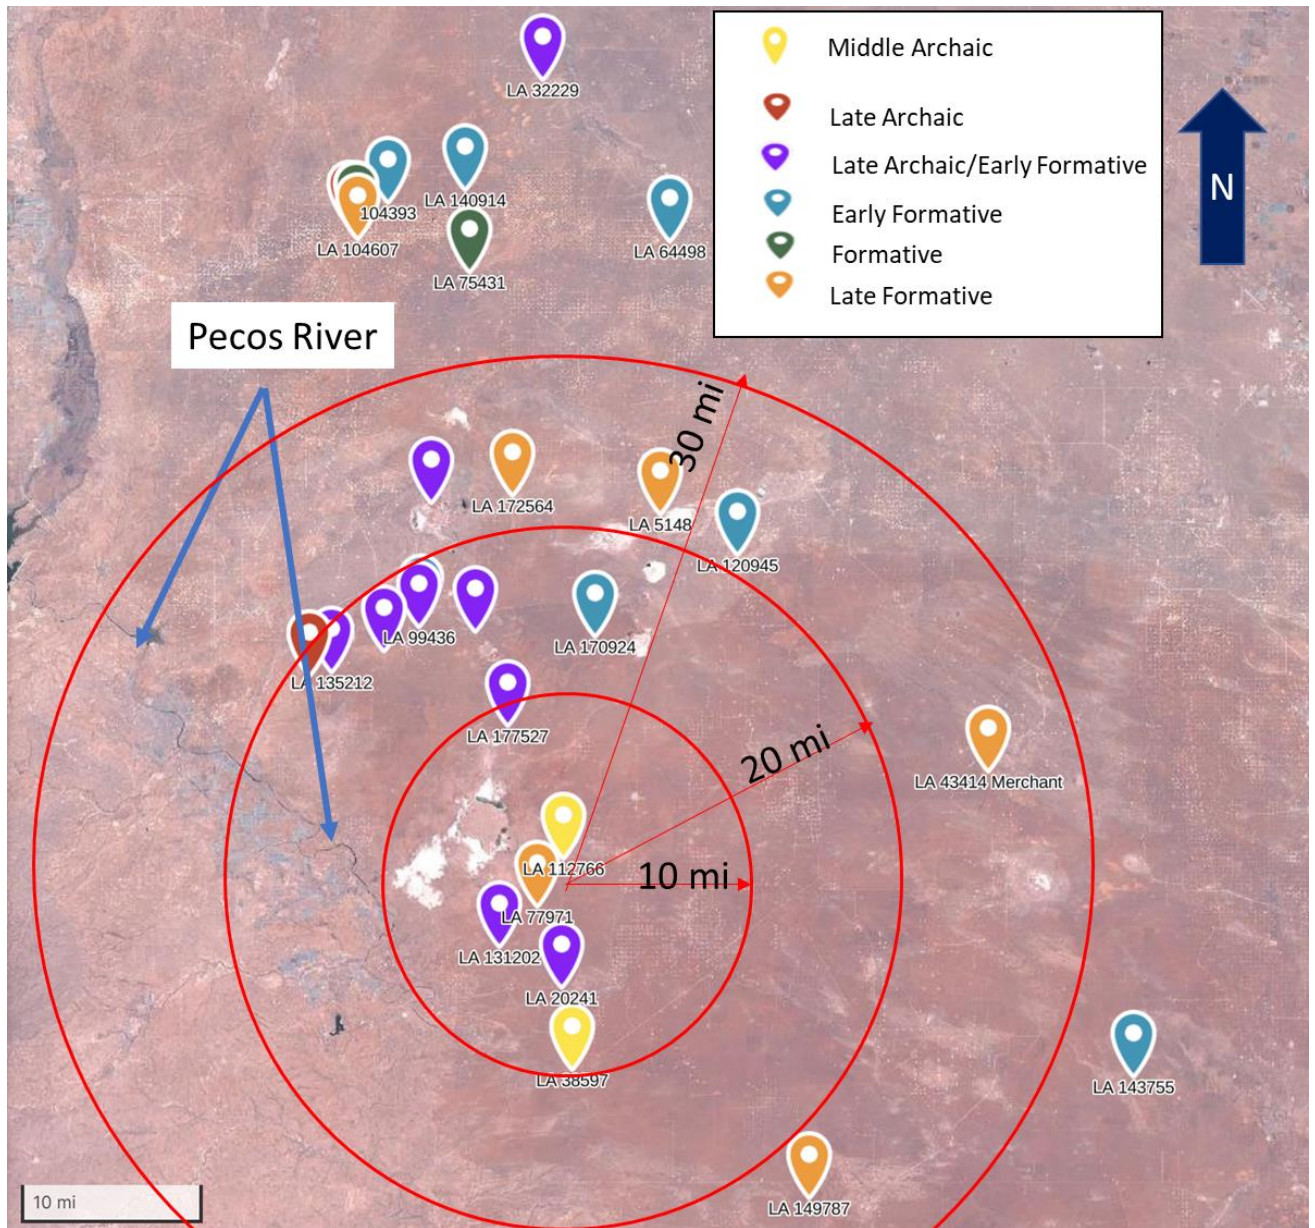 LA 32229
Middle Archaic
Late Archaic
Late Archaic/Early Formative
Early Formative
Formative
Late Formative
N
LA 140914
104393
LA 104607
LA 64498
LA 75431
Pecos River
30 mi
LA 172564
LA 5148
LA 120945
LA 99436
LA 170924
LA 135212
LA 177527
20 mi
LA 43414 Merchant
LA 112766
10 mi
LA 77971
LA 131202
LA 20241
LA 38597
LA 143755
LA 149787
10 mi